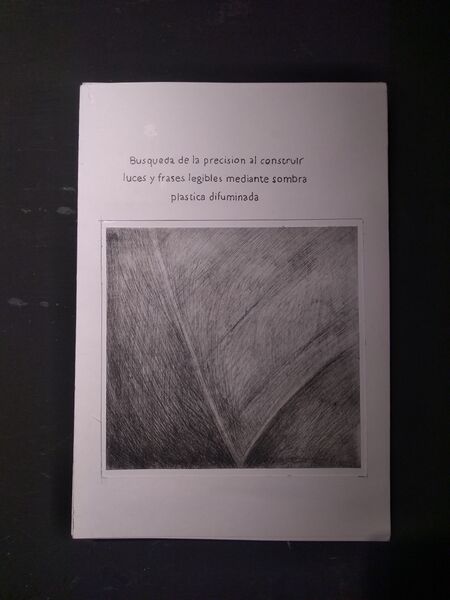 Busqueda de la precision al construir
luces y frases legibles mediante sombra
plastica difuminada